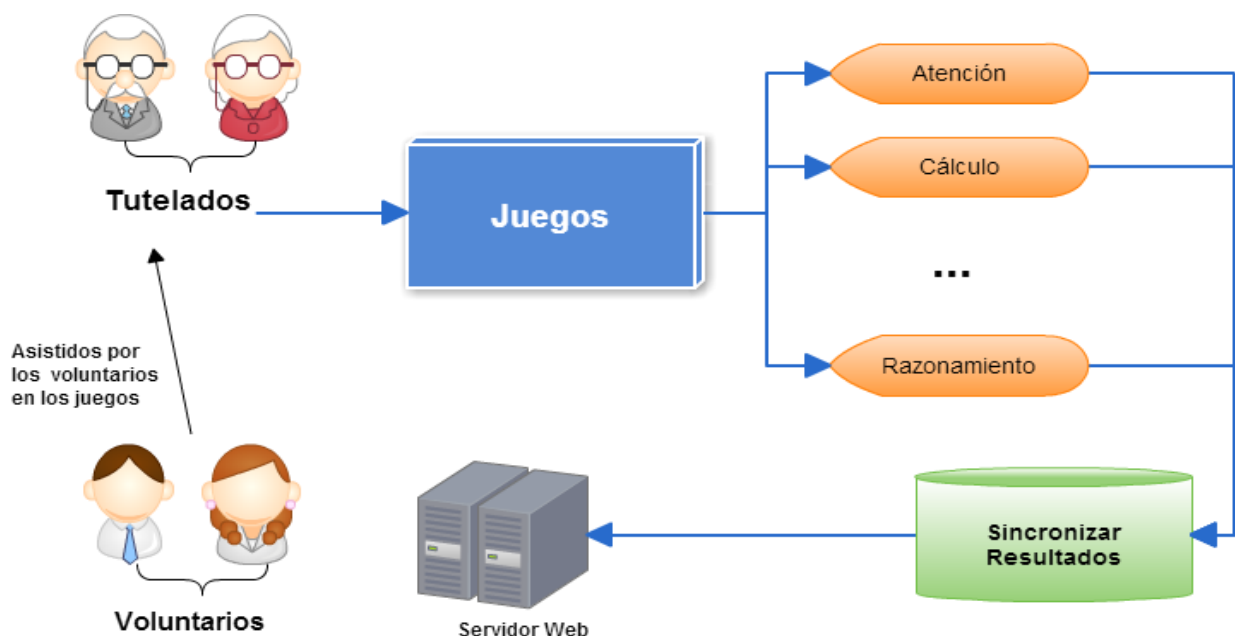 Atención
Cálculo
Tutelados
Juegos
...
Asistidos por
los voluntarios
en los juegos
Razonamiento
Sincronizar
Resultados
Voluntarios
Servidor Web